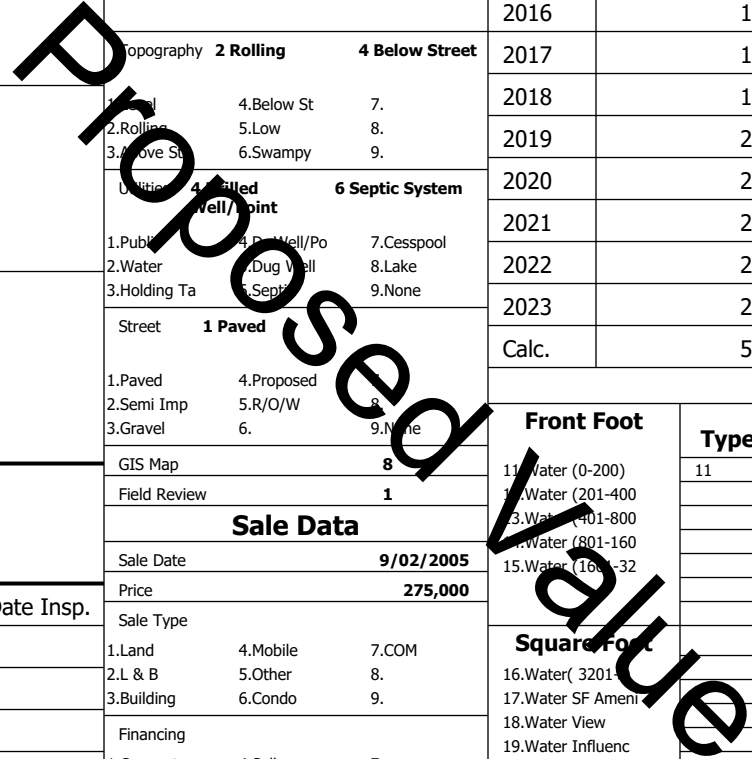 Topography 2 Rolling 4 Below Street
4.Below St 7.
2.Rolling 5.Low 8.
3.Above St 6.Swampy 9.
Utilities 4 Drilled 6 Septic System
Well/Point
1.Public 4.Dr Well/Po 7.Cesspool
2.Water 5.Dug Well 8.Lake
3.Holding Ta 6.Septic 9.None
Street 1 Paved
1.Paved 4.Proposed
2.Semi Imp 5.R/O/W 8.
3.Gravel 6. 9.None
GIS Map 8
Field Review 1
Sale Data
Sale Date 9/02/2005
Price 275,000
Sale Type
1.Land 4.Mobile 7.COM
2.L & B 5.Other 8.
3.Building 6.Condo 9.
Financing
Date Insp.
2016 1
2017 1
2018 1
2019 2
2020 2
2021 2
2022 2
2023 2
Calc. 5
Front Foot
Type
11.Water (0-200) 11
12.Water (201-400
13.Water (401-800
14.Water (801-160
15.Water (1601-32
Square Foot
16.Water( 3201-
17.Water SF Ameni
18.Water View
19.Water Influenc
Proposed Value